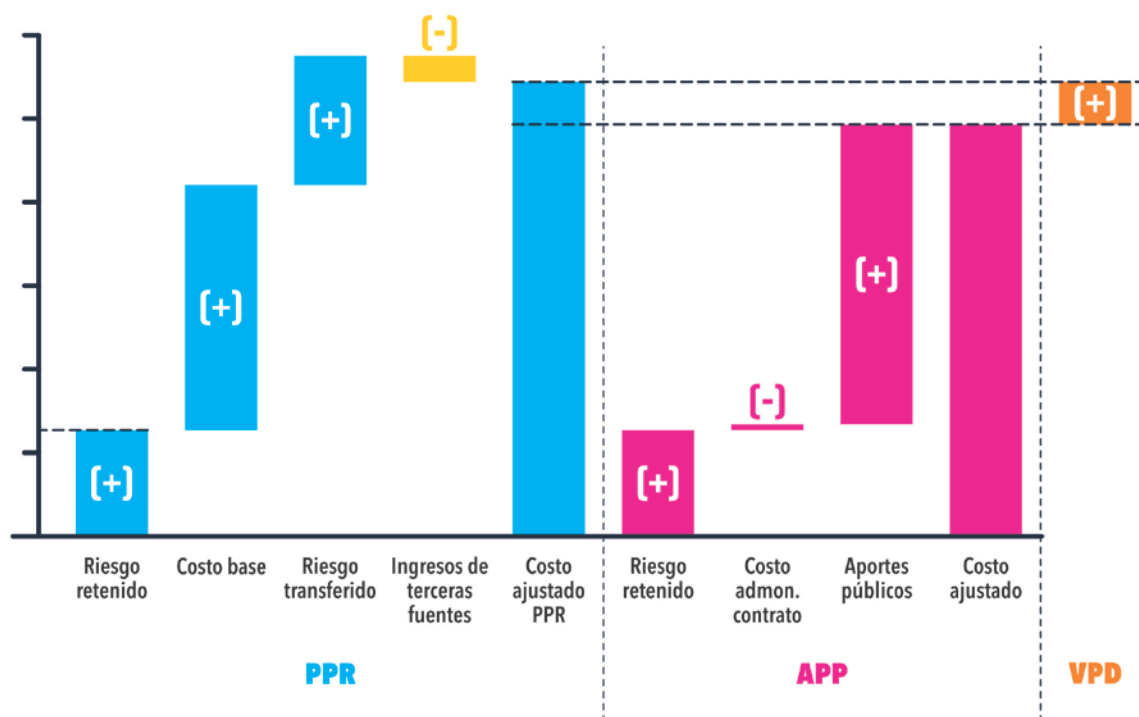 [-]
[+]
[+]
[+]
[+]
[+]
[-]
[+]
Riesgo
retenido
Costo base
Riesgo
transferido
Ingresos de
terceras
fuentes
Costo
ajustado
PPR
Riesgo
retenido
Costo
admon.
contrato
Aportes
públicos
Costo
ajustado
PPR
APP
VPD